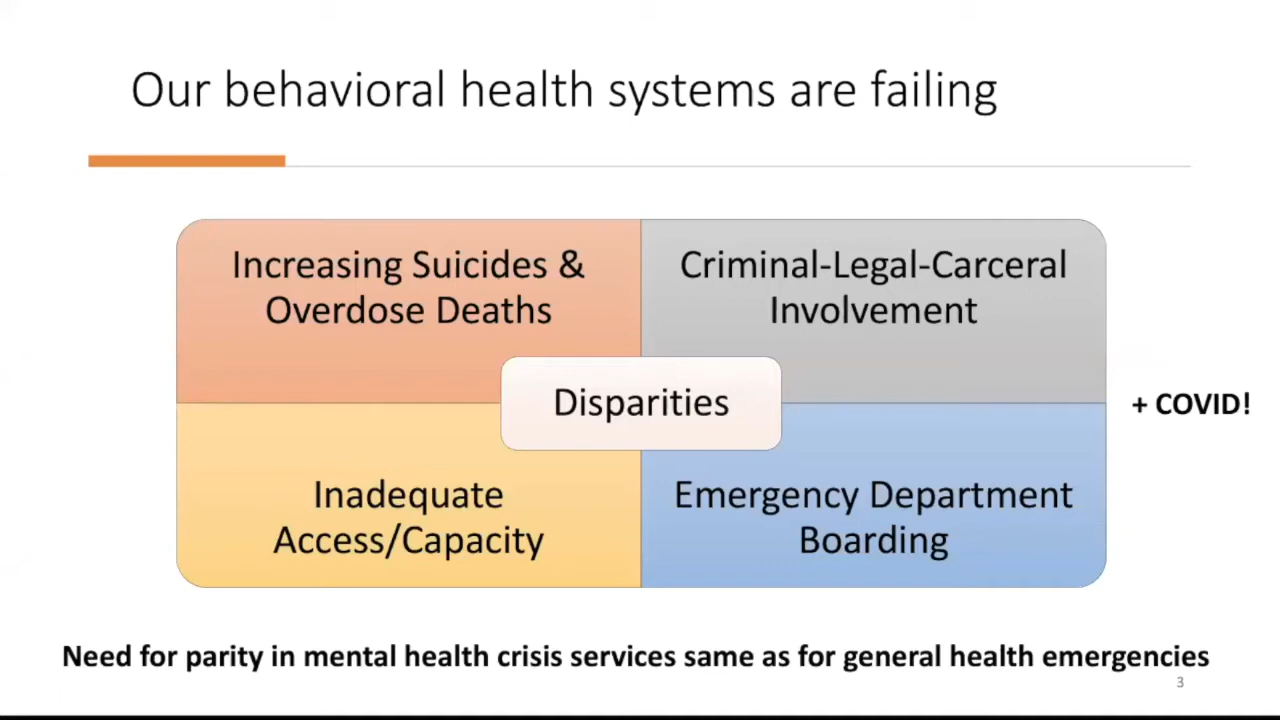 Our behavioral health systems are failing
Increasing Suicides &
Overdose Deaths
Criminal-Legal-Carceral
Involvement
Disparities
+ COVID!
Inadequate
Access/Capacity
Emergency Department
Boarding
Need for parity in mental health crisis services same as for general health emergencies
3